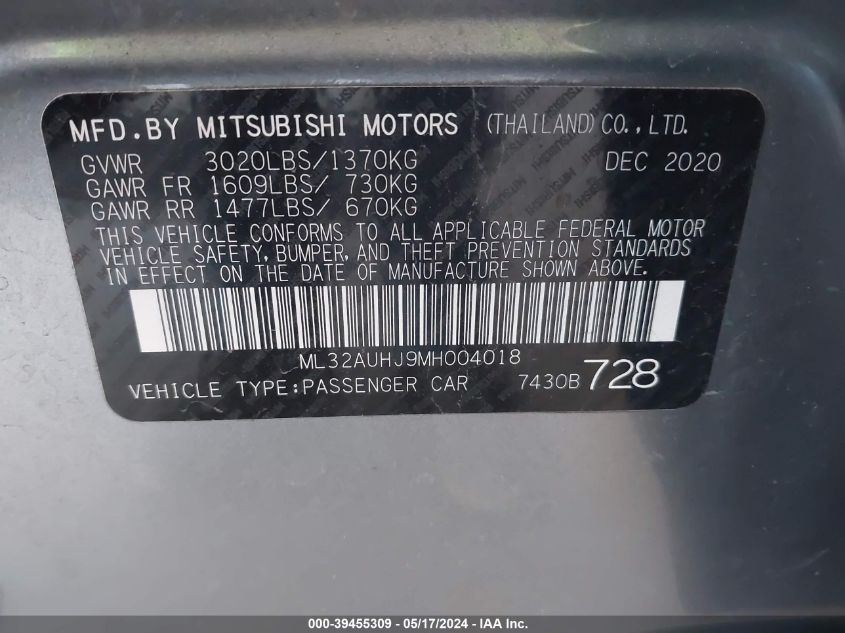 MFD.BY MITSUBISHI MOTORS (THAILAND) CO., LTD.
GVWR 3020LBS/1370KG DEC 2020
GAWR FR 1609LBS/ 730KG
GAWR RR 1477LBS/ 670KG
THIS VEHICLE CONFORMS TO ALL APPLICABLE FEDERAL MOTOR
VEHICLE SAFETY, BUMPER, AND THEFT PREVENTION STANDARDS
IN EFFECT ON THE DATE OF MANUFACTURE SHOWN ABOVE.
ML32AUHJ9MH004018
VEHICLE TYPE:PASSENGER CAR 7430B 728
000-39455309 - 05/17/2024 - IAA Inc.